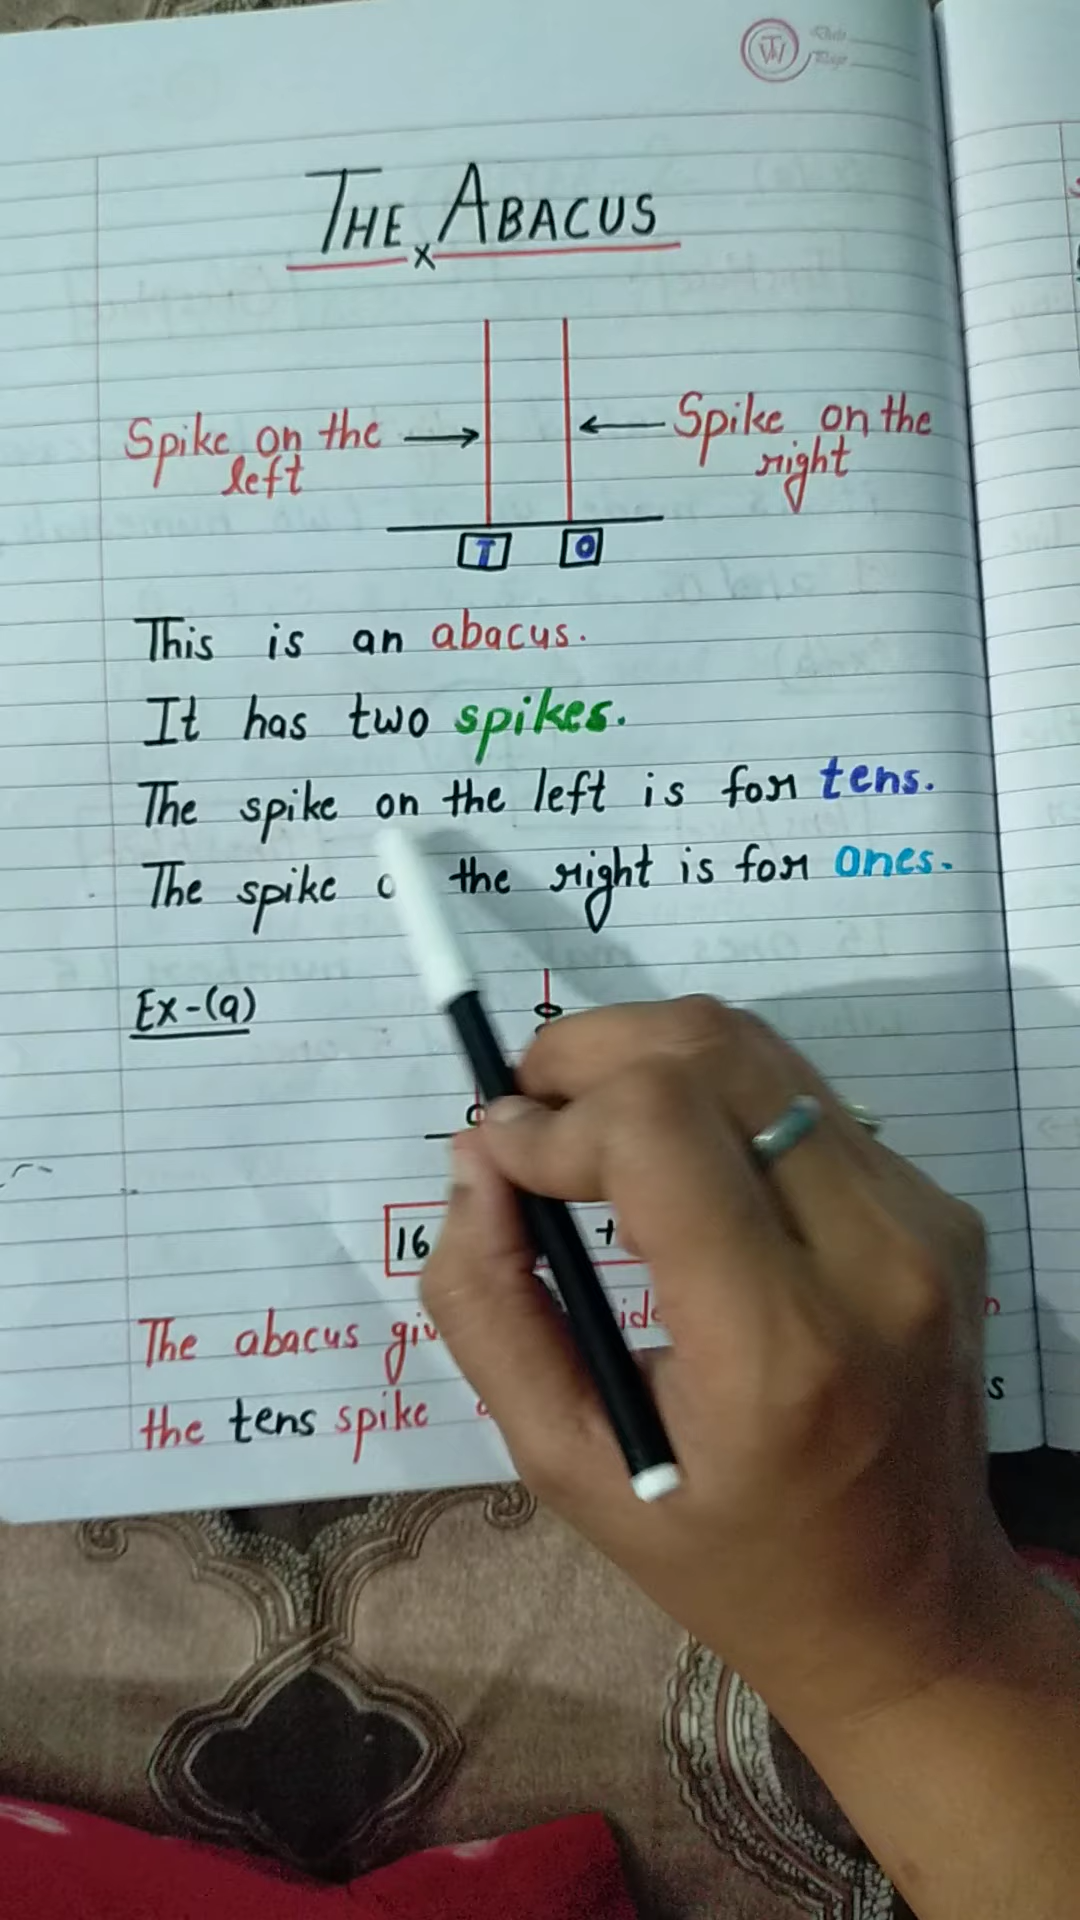 Date
Page
THE ABACUS
x
Spike on the left
Spike on the right
T O
This is an abacus.
It has two spikes.
The spike on the left is for tens.
The spike the right is for ones.
Ex-(a)
16 +
The abacus
the tens spike